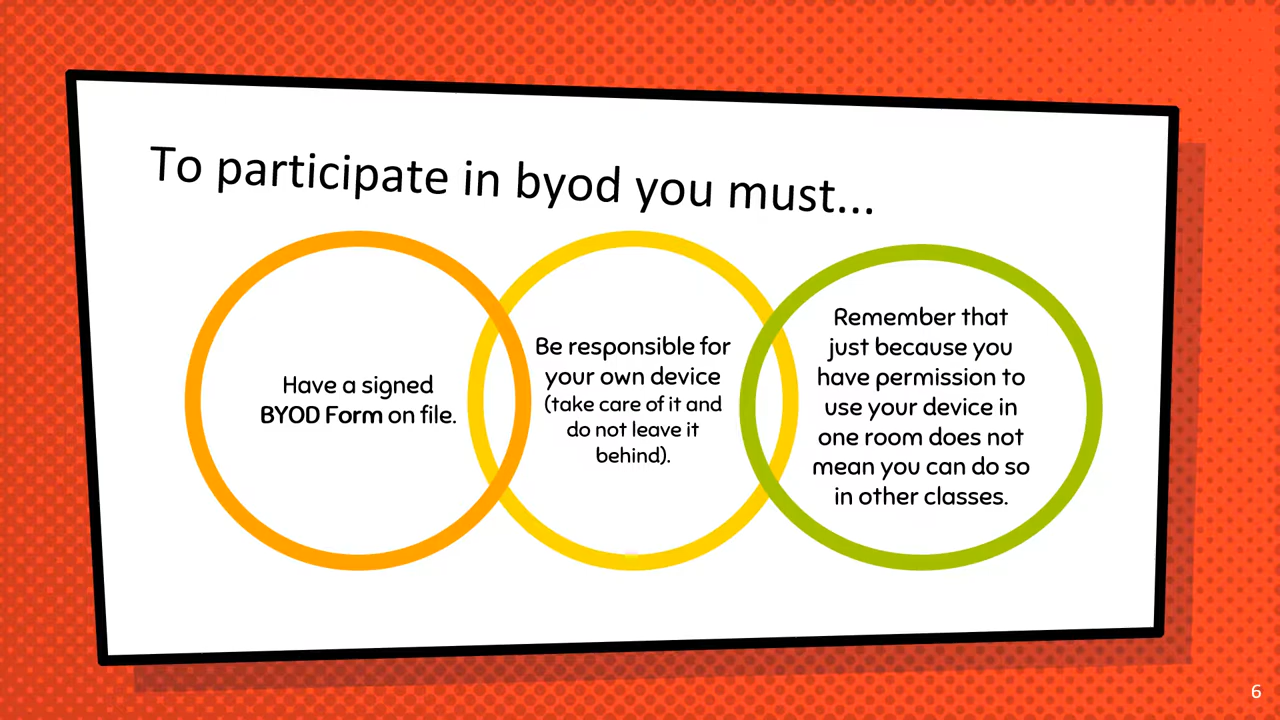 To participate in byod you must...
Have a signed
BYOD Form on file.
Be responsible for
your own device
(take care of it and
do not leave it
behind).
Remember that
just because you
have permission to
use your device in
one room does not
mean you can do so
in other classes.
6